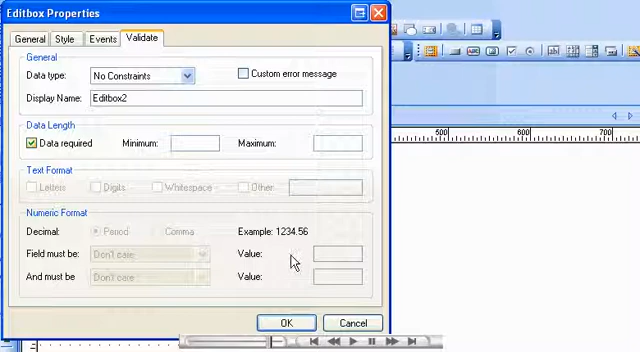 Editbox Properties
General Style Events Validate
General
Data type: No Constraints Custom error message
Display Name: Editbox2
Data Length
Data required Minimum: Maximum:
Text Format
Letters Digits Whitespace Other
Numeric Format
Decimal: Period Comma Example: 1234.56
Field must be: Don't care Value:
And must be Don't care Value:
OK Cancel
500 600 700